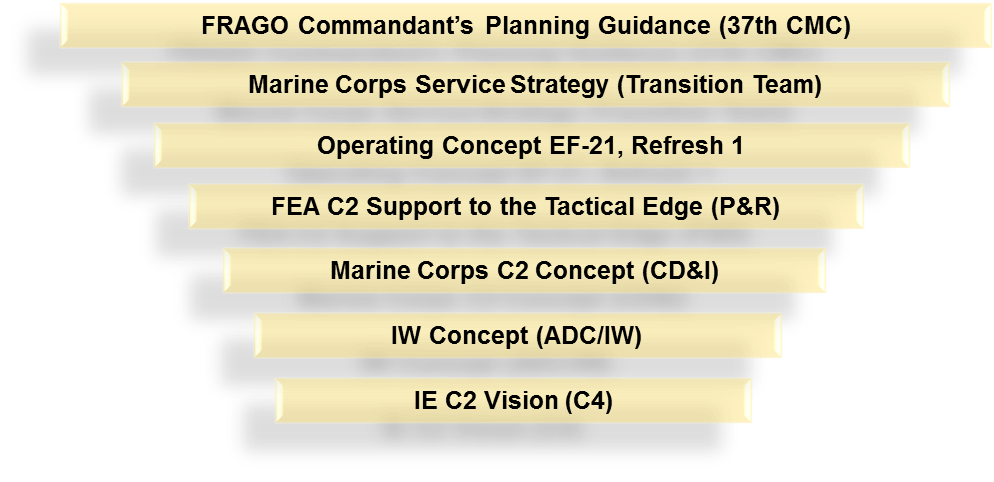 FRAGO Commandant’s Planning Guidance (37th CMC)
Marine Corps Service Strategy (Transition Team)
Operating Concept EF-21, Refresh 1
FEA C2 Support to the Tactical Edge (P&R)
Marine Corps C2 Concept (CD&I)
IW Concept (ADC/IW)
IE C2 Vision (C4)